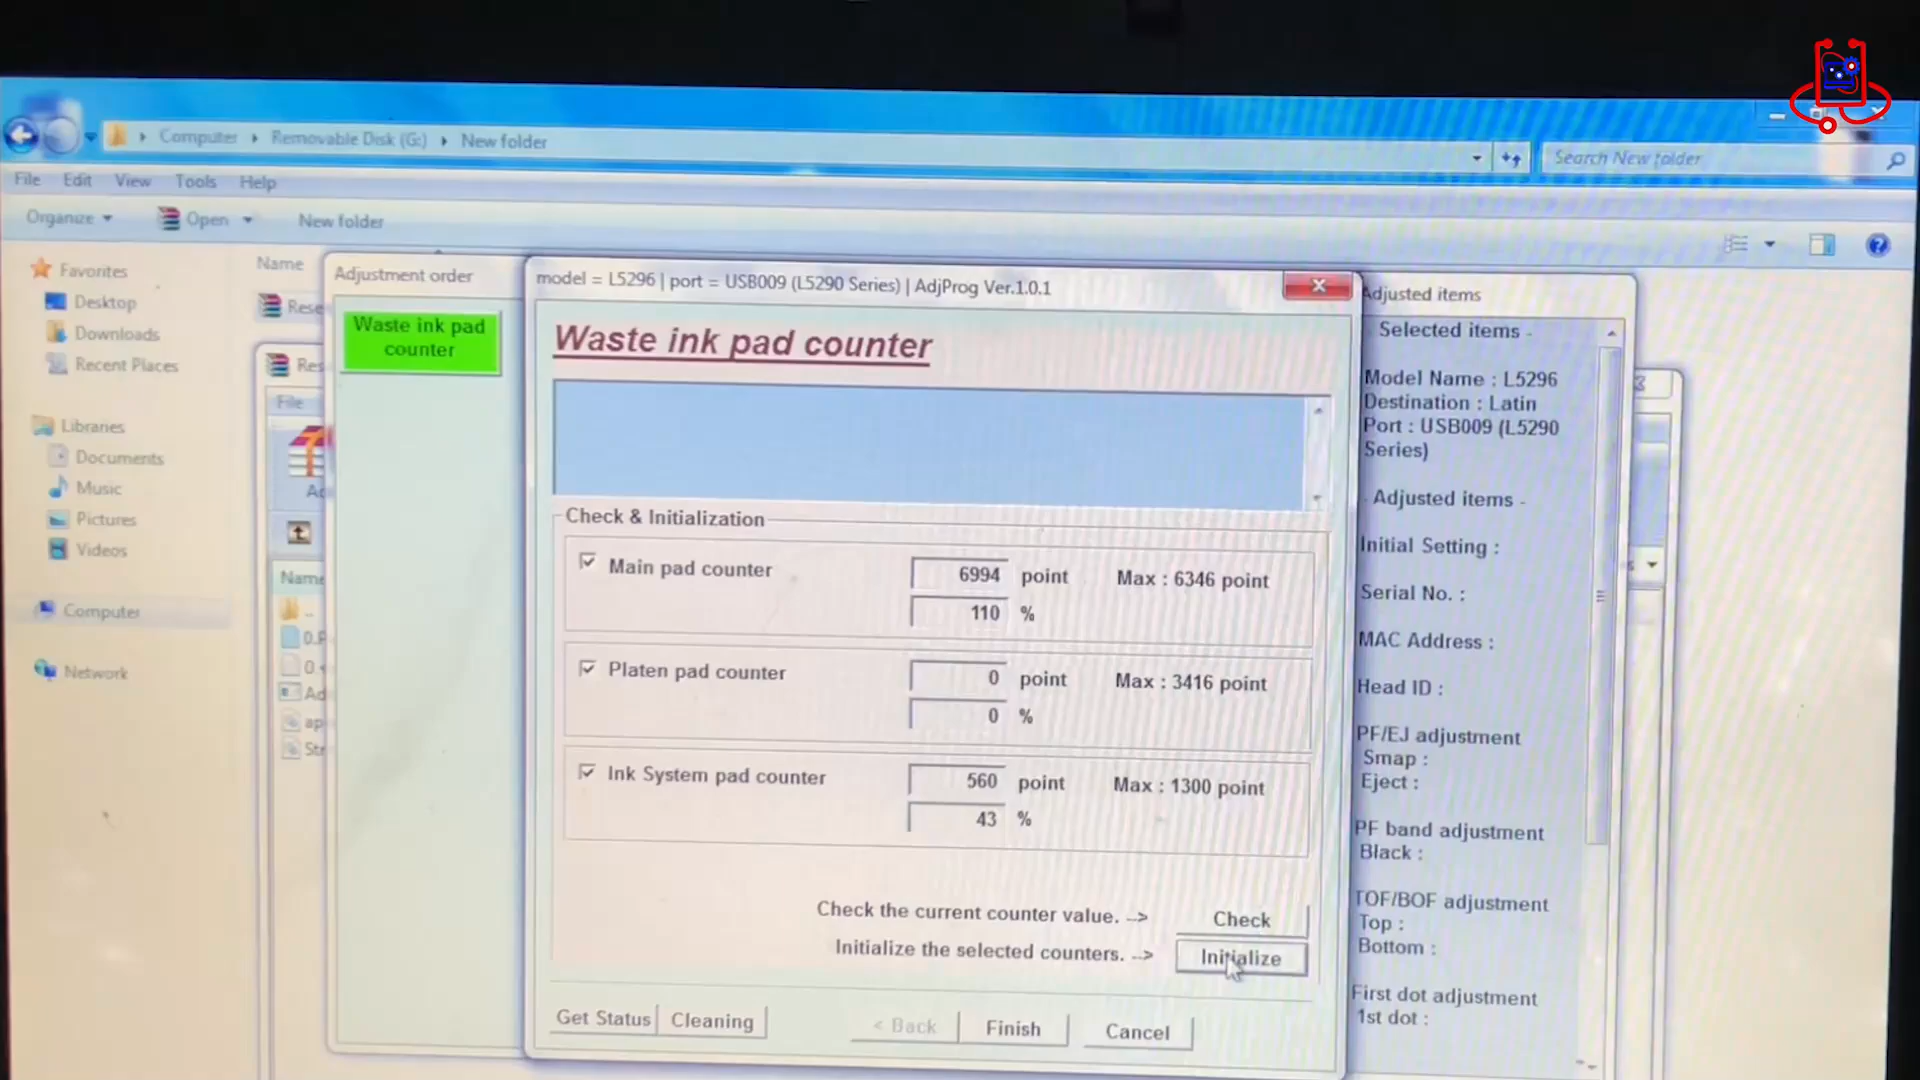 Computer
Removable Disk (G:)
New folder
Search New folder
File Edit View Tools Help
Organize Open New folder
Favorites
Desktop
Downloads
Recent Places
Libraries
Documents
Music
Pictures
Videos
Computer
Network
Name
Rese
Res
File
Name
Adjustment order
Waste ink pad
counter
model = L5296 | port = USB009 (L5290 Series) | AdjProg Ver.1.0.1
Waste ink pad counter
Check & Initialization
Main pad counter 6994 point Max : 6346 point
110 %
Platen pad counter 0 point Max : 3416 point
0 %
Ink System pad counter 560 point Max : 1300 point
43 %
Check the current counter value. --> Check
Initialize the selected counters. --> Initialize
Get Status Cleaning < Back Finish Cancel
Adjusted items
Selected items -
Model Name : L5296
Destination : Latin
Port : USB009 (L5290
Series)
- Adjusted items -
Initial Setting :
Serial No. :
MAC Address :
Head ID :
PF/EJ adjustment
Smap :
Eject :
PF band adjustment
Black :
TOF/BOF adjustment
Top :
Bottom :
First dot adjustment
1st dot :